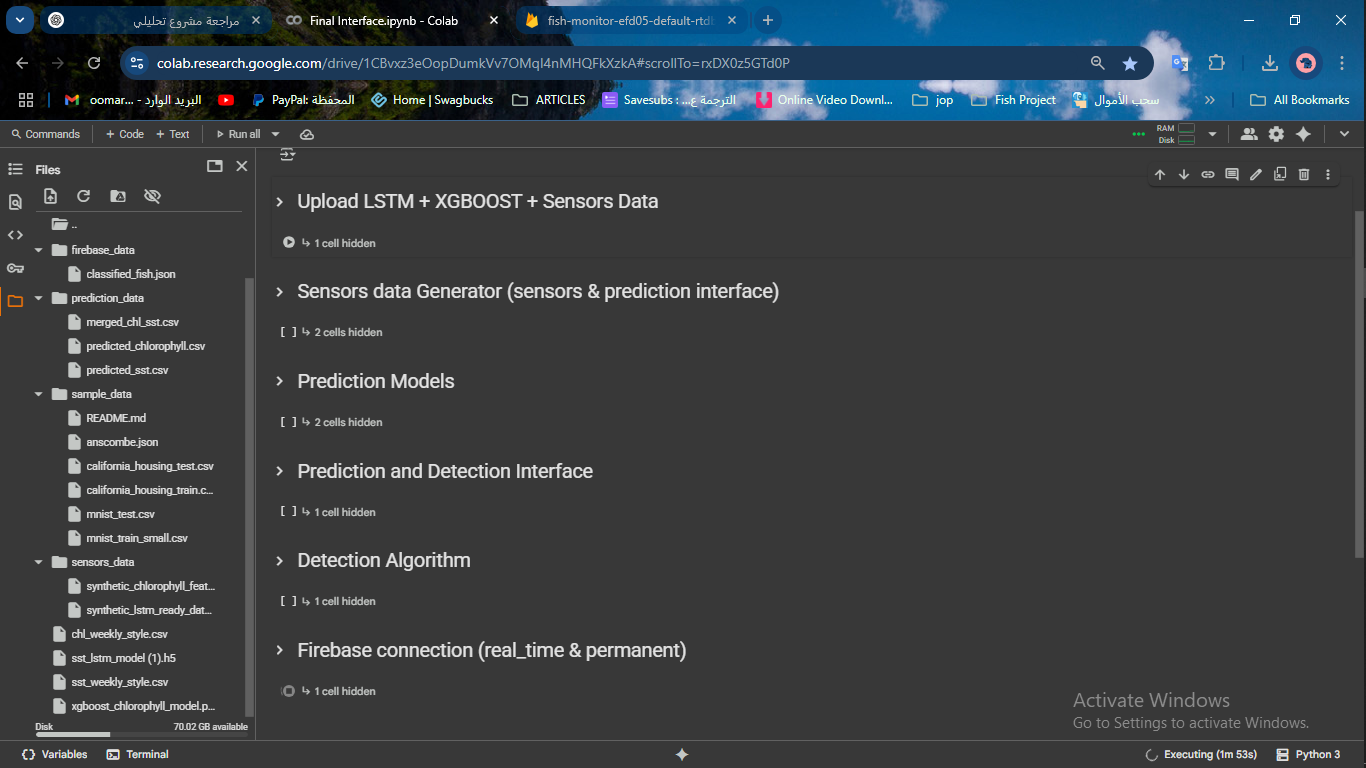 مراجعة مشروع تحليلي
Final Interface.ipynb - Colab
fish-monitor-efd05-default-rtdb
colab.research.google.com/drive/1CBvxz3eOopDumkVv7OMqI4nMHQFkXzkA#scrollTo=rxDX0z5GTd0P
البريد الوارد - ...oomar
PayPal: المحفظة
Home | Swagbucks
ARTICLES
Savesubs : ...الترجمة ع
Online Video Downl...
jop
Fish Project
سحب الأموال
All Bookmarks
Commands
+ Code
+ Text
Run all
RAM
Disk
Files
..
firebase_data
classified_fish.json
prediction_data
merged_chl_sst.csv
predicted_chlorophyll.csv
predicted_sst.csv
sample_data
README.md
anscombe.json
california_housing_test.csv
california_housing_train.c...
mnist_test.csv
mnist_train_small.csv
sensors_data
synthetic_chlorophyll_feat...
synthetic_lstm_ready_dat...
chl_weekly_style.csv
sst_lstm_model (1).h5
sst_weekly_style.csv
xgboost_chlorophyll_model.p...
Disk
70.02 GB available
Upload LSTM + XGBOOST + Sensors Data
1 cell hidden
Sensors data Generator (sensors & prediction interface)
[ ] 2 cells hidden
Prediction Models
[ ] 2 cells hidden
Prediction and Detection Interface
[ ] 1 cell hidden
Detection Algorithm
[ ] 1 cell hidden
Firebase connection (real_time & permanent)
1 cell hidden
Activate Windows
Go to Settings to activate Windows.
Variables
Terminal
Executing (1m 53s)
Python 3